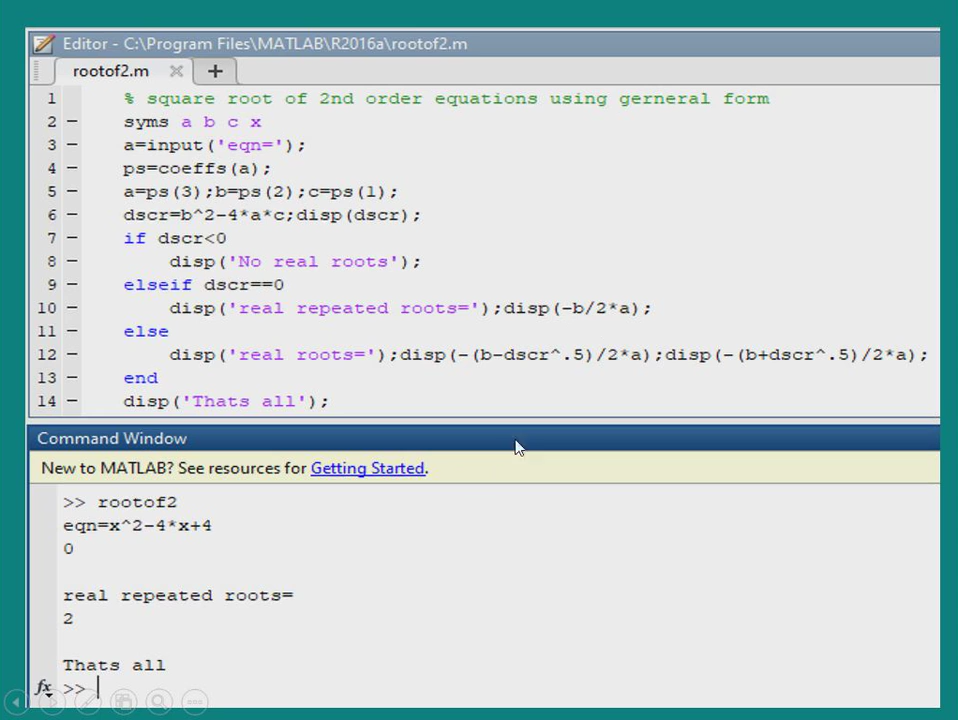 Editor - C:\Program Files\MATLAB\R2016a\rootof2.m
rootof2.m × +
1 % square root of 2nd order equations using gerneral form
2 – syms a b c x
3 – a=input('eqn=');
4 – ps=coeffs(a);
5 – a=ps(3);b=ps(2);c=ps(1);
6 – dscr=b^2-4*a*c;disp(dscr);
7 – if dscr<0
8 – disp('No real roots');
9 – elseif dscr==0
10 – disp('real repeated roots=');disp(-b/2*a);
11 – else
12 – disp('real roots=');disp(-(b-dscr^.5)/2*a);disp(-(b+dscr^.5)/2*a);
13 – end
14 – disp('Thats all');
Command Window
New to MATLAB? See resources for Getting Started.
>> rootof2
eqn=x^2-4*x+4
0
real repeated roots=
2
Thats all
fx >>